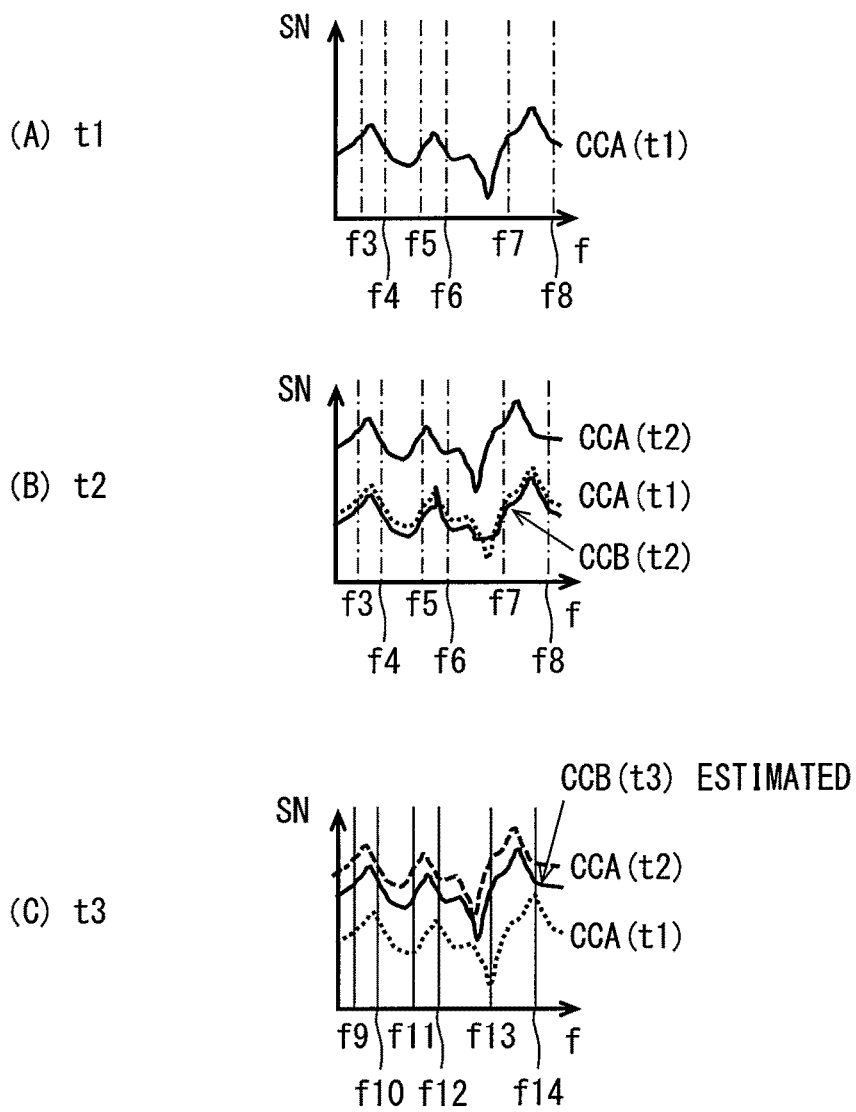 SN
(A) t1
CCA(t1)
f3 f5 f7 f
f4 f6 f8
SN
CCA(t2)
(B) t2
CCA(t1)
CCB(t2)
f3 f5 f7 f
f4 f6 f8
CCB(t3) ESTIMATED
SN
CCA(t2)
(C) t3
CCA(t1)
f9 f11 f13 f
f10 f12 f14